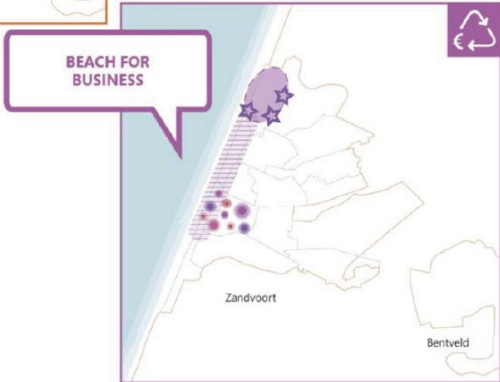 BEACH FOR
BUSINESS
€
Zandvoort
Bentveld